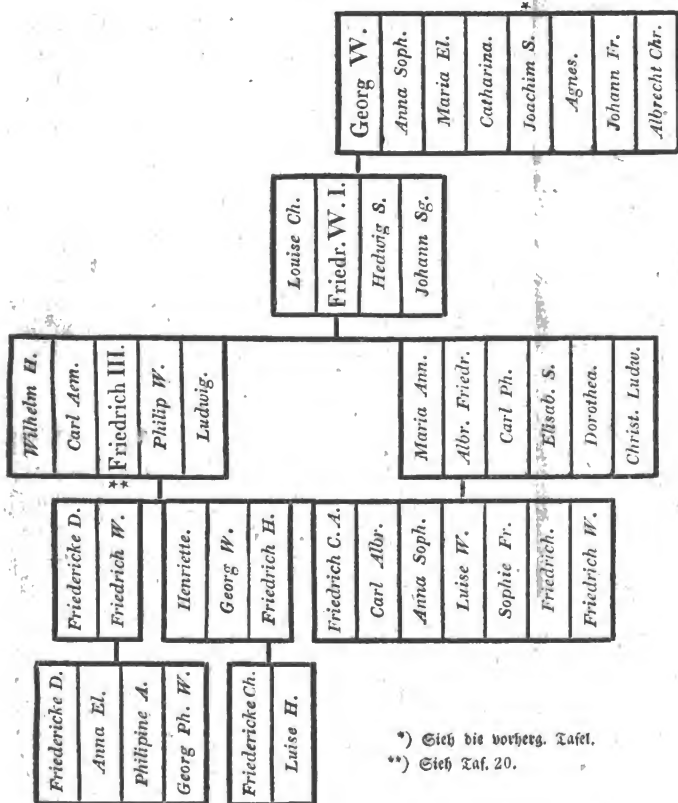 *
Georg W.
Anna Soph.
Maria El.
Catharina.
Joachim S.
Agnes.
Johann Fr.
Albrecht Chr.
Louise Ch.
Friedr. W. I.
Hedwig S.
Johann Sg.
Wilhelm H.
Carl Aem.
**Friedrich III.
Philip W.
Ludwig.
Maria Ann.
Albr. Friedr.
Carl Ph.
Elisab. S.
Dorothea.
Christ. Ludw.
Friedericke D.
Friedrich W.
Henriette.
Georg W.
Friedrich H.
Friedrich C. A.
Carl Albr.
Anna Soph.
Luise W.
Sophie Fr.
Friedrich.
Friedrich W.
Friedericke D.
Anna El.
Philipine A.
Georg Ph. W.
Friedericke Ch.
Luise H.
*) Sieh die vorherg. Tafel.
**) Sieh Taf. 20.